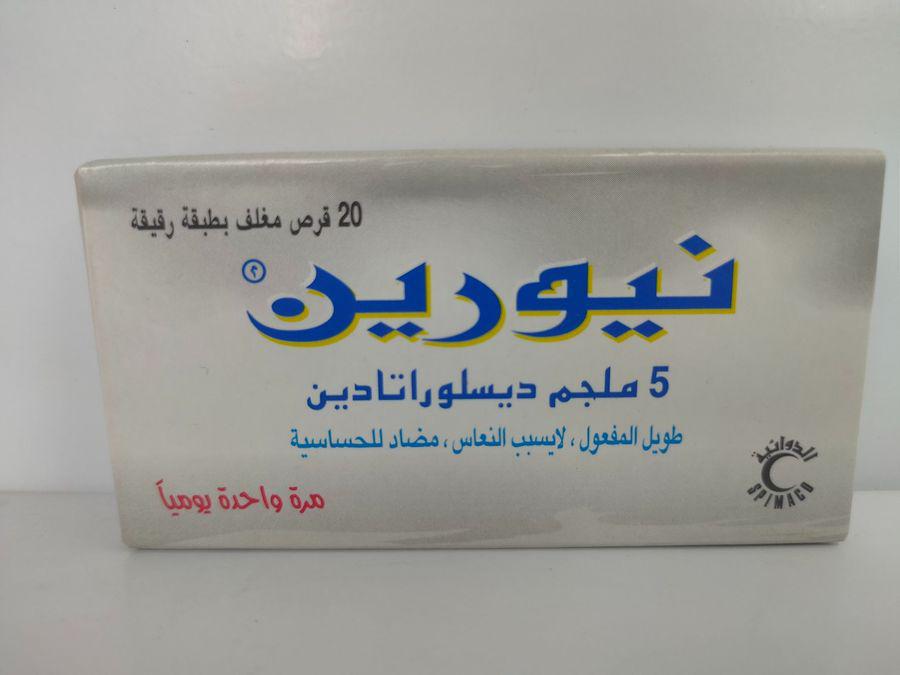 20 قرص مغلف بطبقة رقيقة
نيورين
5 ملجم ديسلوراتادين
طويل المفعول، لايسبب النعاس، مضاد للحساسية
مرة واحدة يومياً
الدوائية
SPIMACO